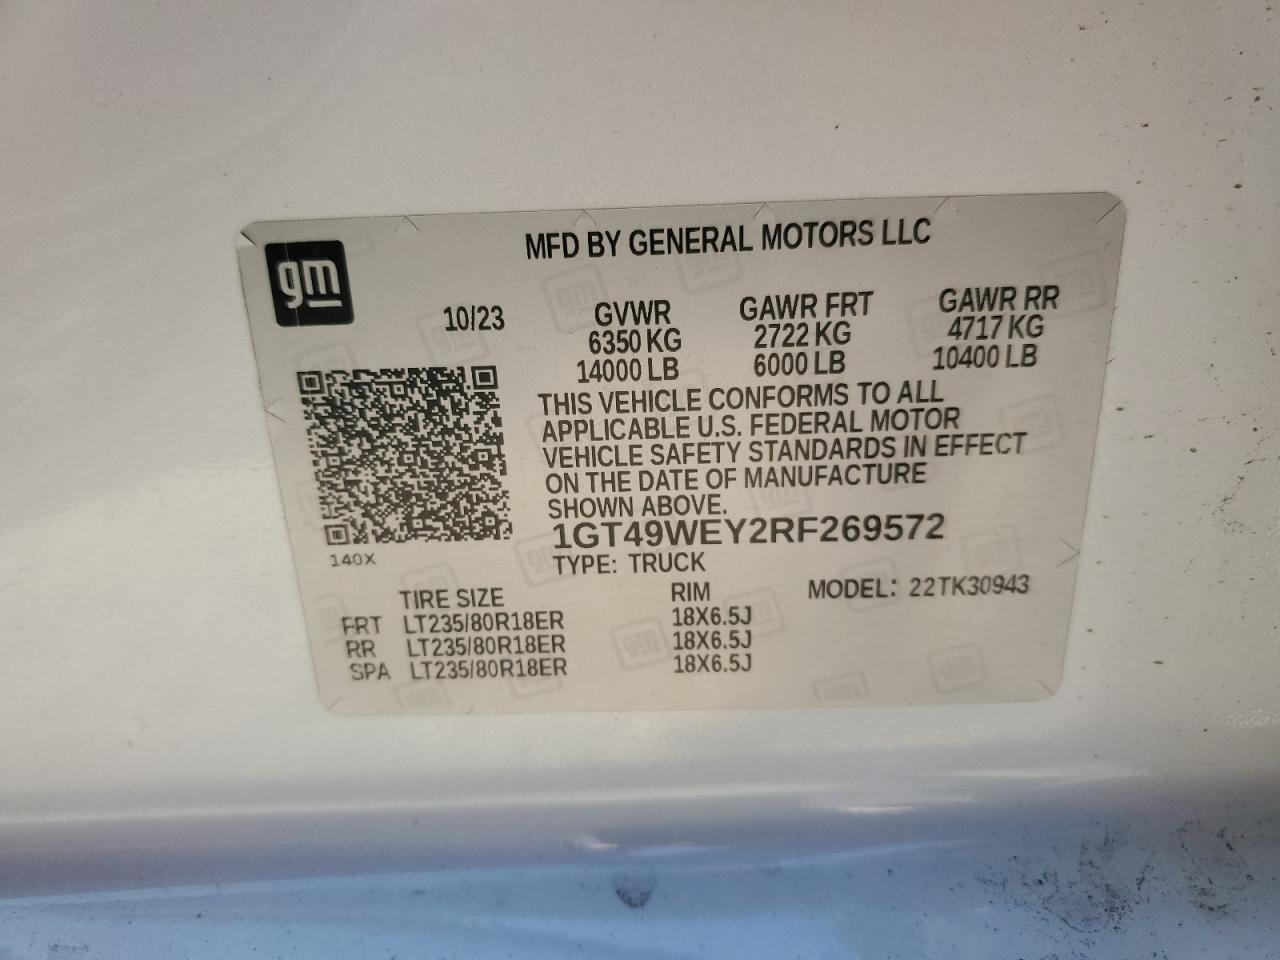 gm
MFD BY GENERAL MOTORS LLC
10/23 GVWR GAWR FRT GAWR RR
6350 KG 2722 KG 4717 KG
14000 LB 6000 LB 10400 LB
THIS VEHICLE CONFORMS TO ALL
APPLICABLE U.S. FEDERAL MOTOR
VEHICLE SAFETY STANDARDS IN EFFECT
ON THE DATE OF MANUFACTURE
SHOWN ABOVE.
1GT49WEY2RF269572
140X
TYPE: TRUCK
TIRE SIZE RIM MODEL: 22TK30943
FRT LT235/80R18ER 18X6.5J
RR LT235/80R18ER 18X6.5J
SPA LT235/80R18ER 18X6.5J